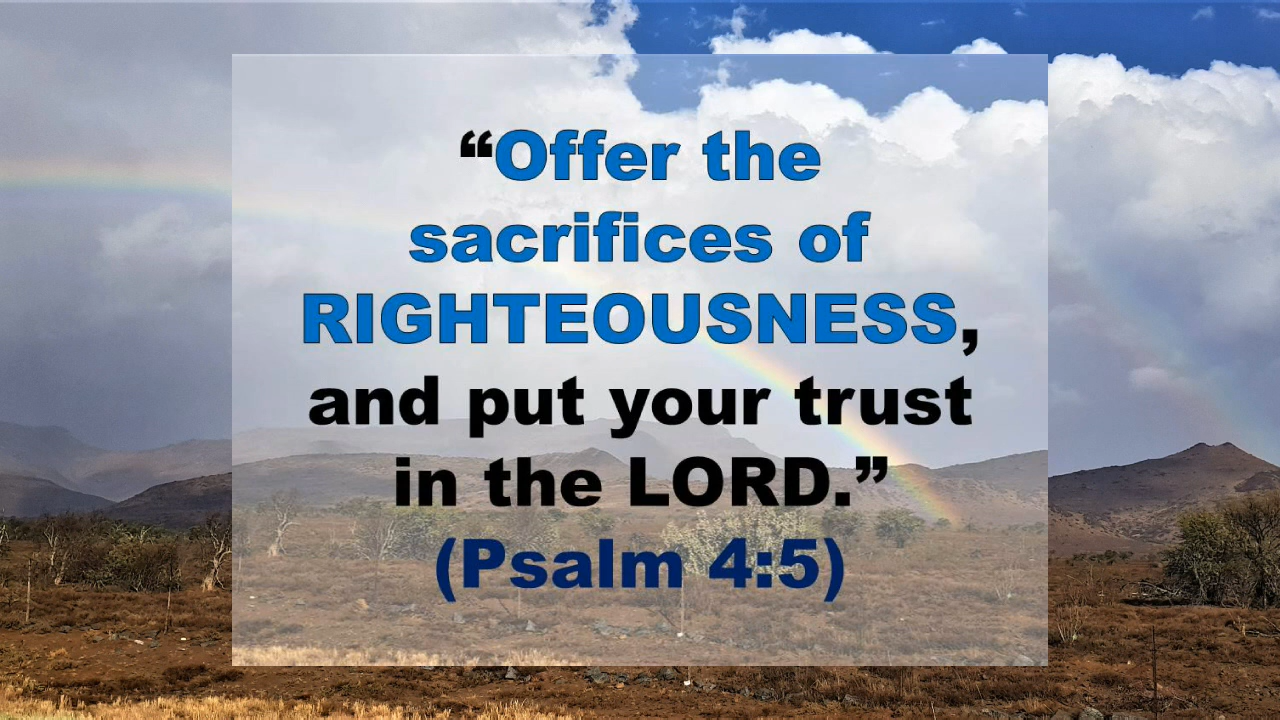 “Offer the
sacrifices of
RIGHTEOUSNESS,
and put your trust
in the LORD.”
(Psalm 4:5)